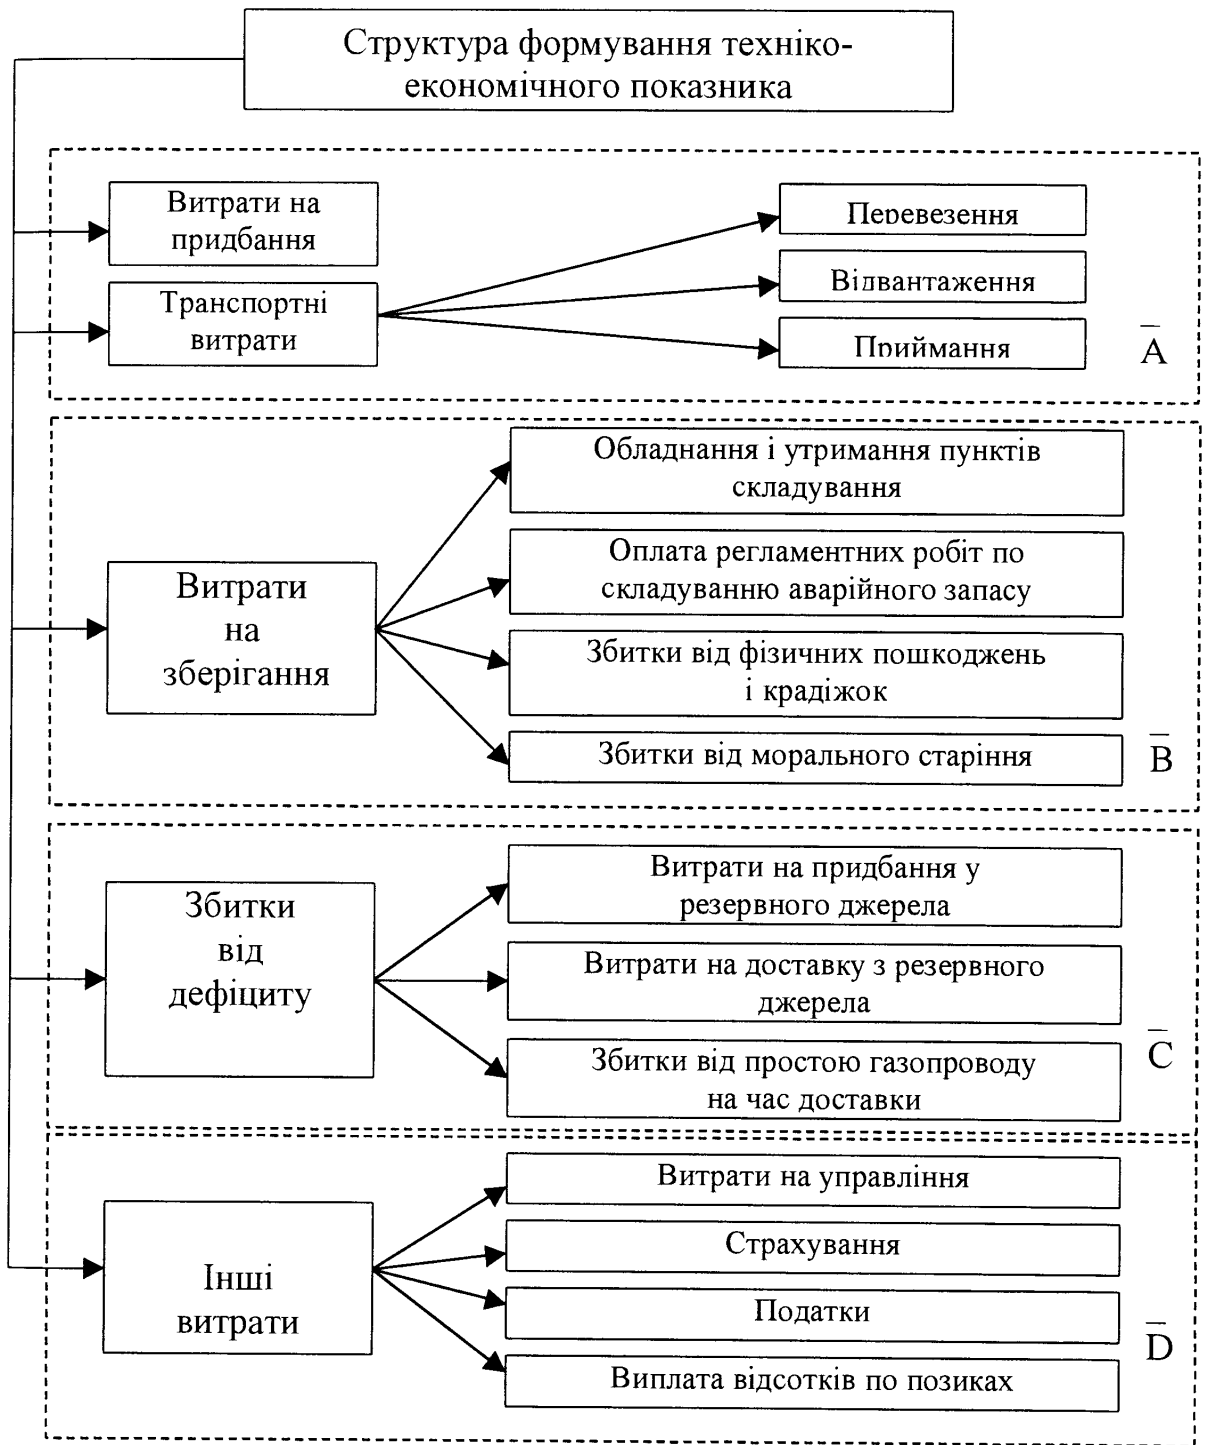 Структура формування техніко-
економічного показника
Витрати на
придбання
Транспортні
витрати
Перевезення
Відвантаження
Приймання
A
Обладнання і утримання пунктів
складування
Оплата регламентних робіт по
складуванню аварійного запасу
Витрати
на
зберігання
Збитки від фізичних пошкоджень
і крадіжок
Збитки від морального старіння
B
Збитки
від
дефіциту
Витрати на придбання у
резервного джерела
Витрати на доставку з резервного
джерела
Збитки від простою газопроводу
на час доставки
C
Інші
витрати
Витрати на управління
Страхування
Податки
Виплата відсотків по позиках
D